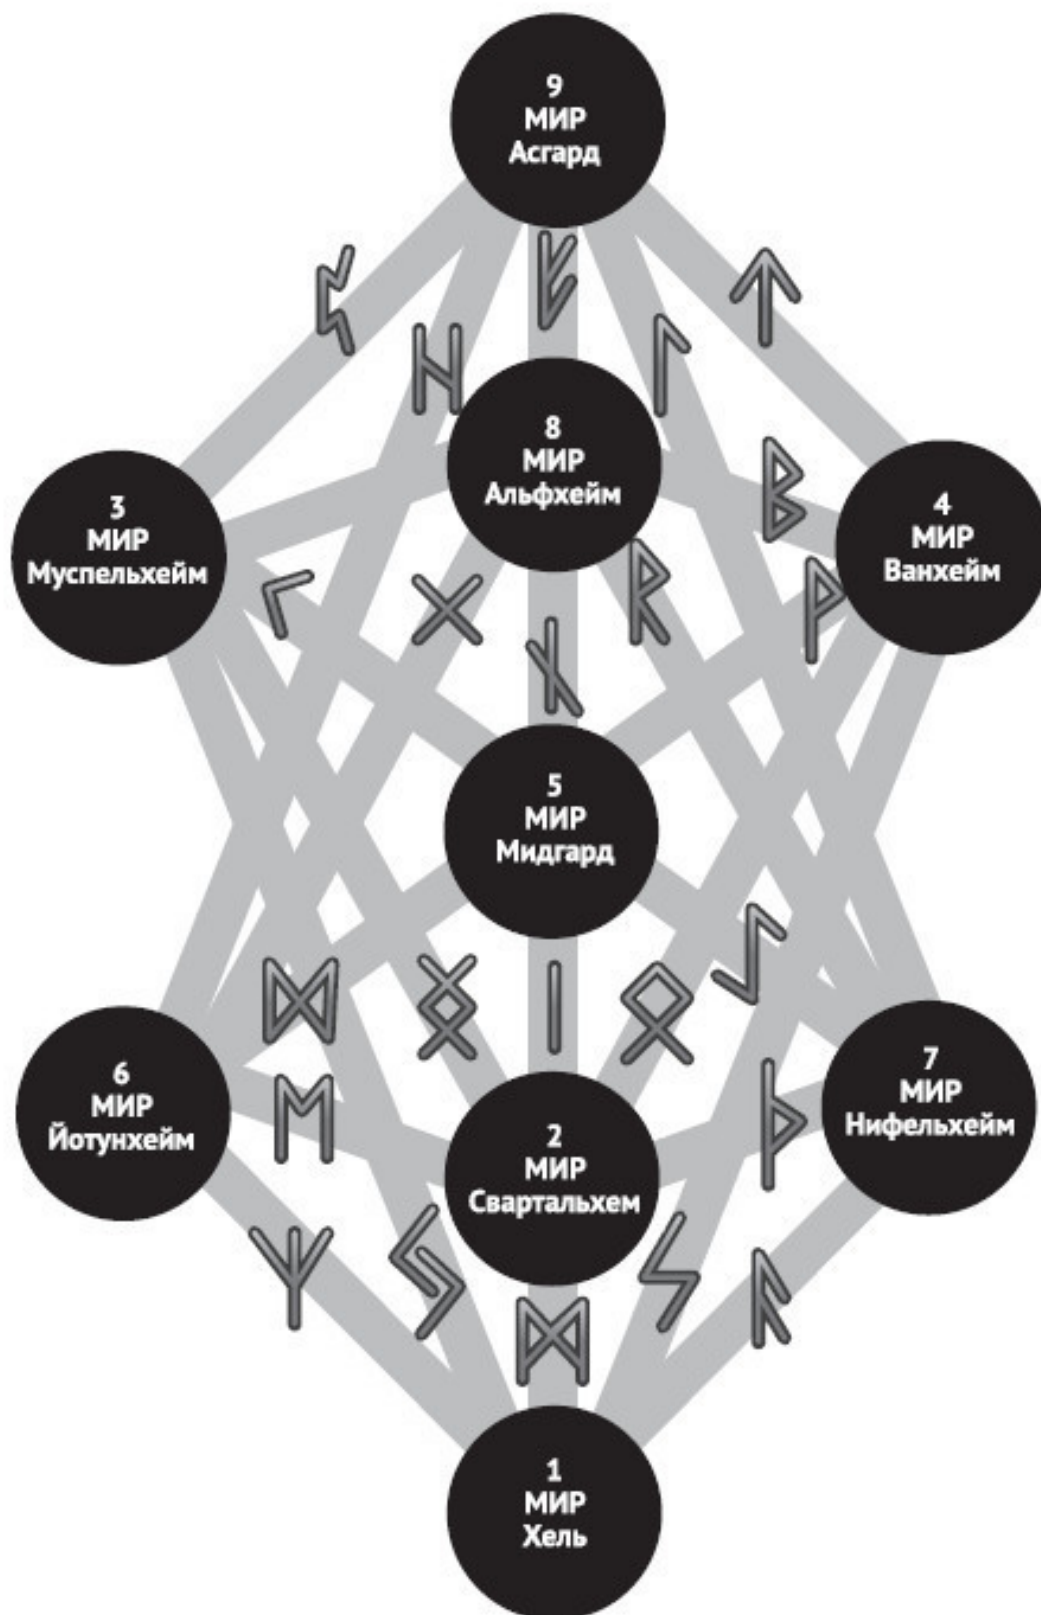 9
МИР
Асгард
ᛈ ᚠ ᛏ
ᚺ ᛚ
8
МИР
Альфхейм
ᛒ
3
МИР
Муспельхейм
4
МИР
Ванхейм
ᚲ ᚷ ᚾ ᚱ ᚹ
5
МИР
Мидгард
ᛞ ᛝ ᛁ ᛟ ᛇ
6
МИР
Йотунхейм
ᛖ
2
МИР
Свартальхем
ᚦ
7
МИР
Нифельхейм
ᛉ ᛃ ᛗ ᛊ ᚨ
1
МИР
Хель